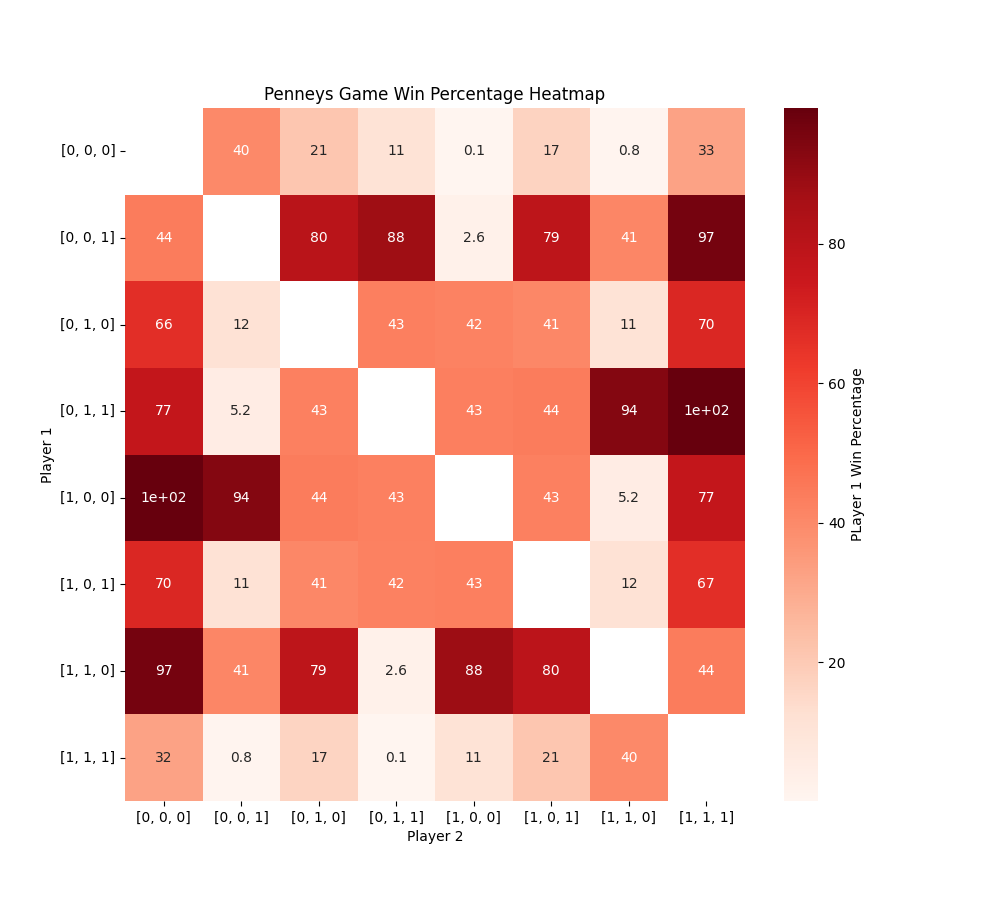 Penneys Game Win Percentage Heatmap
[0, 0, 0] 40 21 11 0.1 17 0.8 33
[0, 0, 1] 44 80 88 2.6 79 41 97
[0, 1, 0] 66 12 43 42 41 11 70
[0, 1, 1] 77 5.2 43 43 44 94 1e+02
[1, 0, 0] 1e+02 94 44 43 43 5.2 77
[1, 0, 1] 70 11 41 42 43 12 67
[1, 1, 0] 97 41 79 2.6 88 80 44
[1, 1, 1] 32 0.8 17 0.1 11 21 40
[0, 0, 0] [0, 0, 1] [0, 1, 0] [0, 1, 1] [1, 0, 0] [1, 0, 1] [1, 1, 0] [1, 1, 1]
Player 2
Player 1
80
60
40
20
PLayer 1 Win Percentage